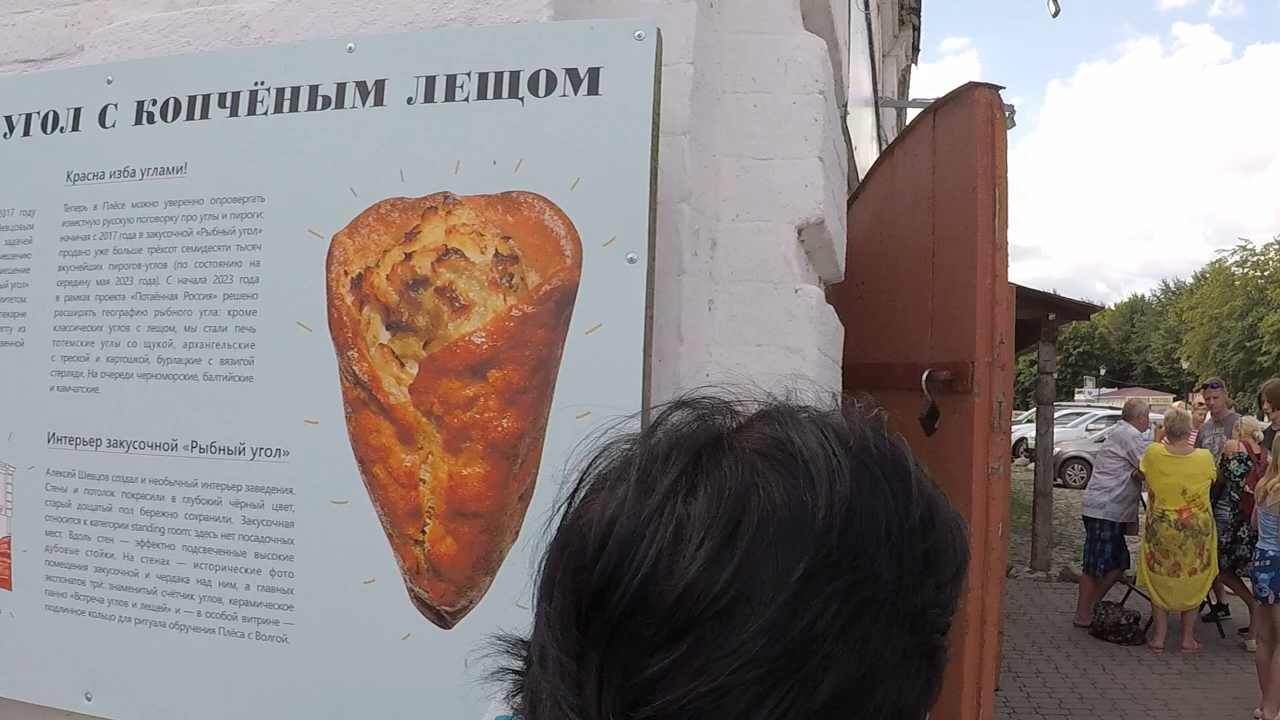 УГОЛ С КОПЧЁНЫМ ЛЕЩОМ
2017 году
задачей
Красна изба углами!
Теперь в Плёсе можно уверенно опровергать
известную русскую поговорку про углы и пироги:
начиная с 2017 года в закусочной «Рыбный угол»
продано уже больше трёхсот семидесяти тысяч
вкуснейших пирогов-углов (по состоянию на
середину мая 2023 года). С начала 2023 года
в рамках проекта «Потаённая Россия» решено
расширять географию рыбного угла: кроме
классических углов с лещом, мы стали печь
тотемские углы со щукой, архангельские
с треской и картошкой, бурлацкие с вязигой
стерляди. На очереди черноморские, балтийские
и камчатские.
Интерьер закусочной «Рыбный угол»
Алексей Шевцов создал и необычный интерьер заведения.
Стены и потолок покрасили в глубокий чёрный цвет,
старый дощатый пол бережно сохранили. Закусочная
относится к категории standing room: здесь нет посадочных
мест. Вдоль стен — эффектно подсвеченные высокие
дубовые стойки. На стенах — исторические фото
помещения закусочной и чердака над ним, а главных
экспонатов три: знаменитый счётчик углов, керамическое
панно «Встреча углов и лещей» и — в особой витрине —
подлинное кольцо для ритуала обручения Плёса с Волгой.